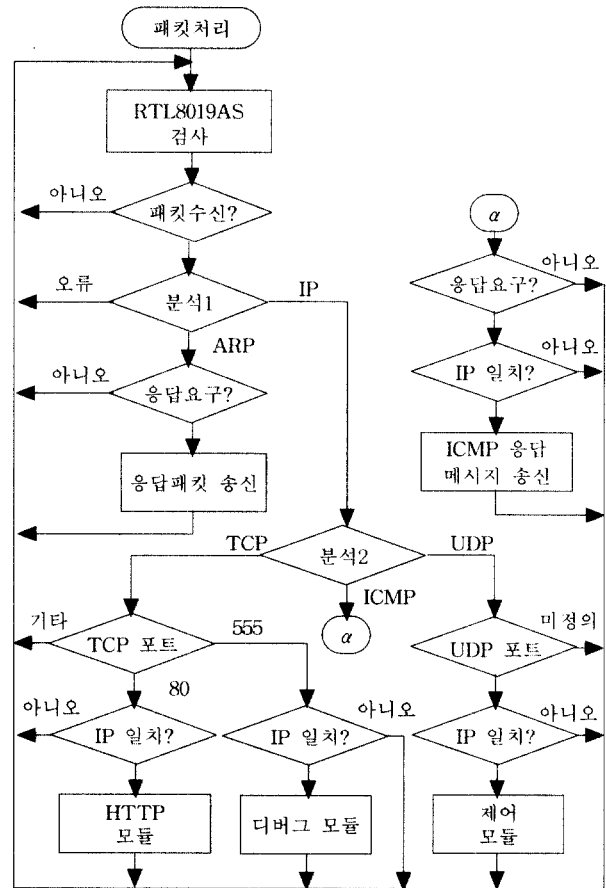 패킷처리
RTL8019AS
검사
아니오
패킷수신?
오류
분석1
IP
ARP
아니오
응답요구?
응답패킷 송신
α
아니오
응답요구?
아니오
IP 일치?
ICMP 응답
메시지 송신
TCP
분석2
UDP
ICMP
α
기타
TCP 포트
555
미정의
UDP 포트
80
아니오
IP 일치?
IP 일치?
아니오
IP 일치?
아니오
HTTP
모듈
디버그 모듈
제어
모듈